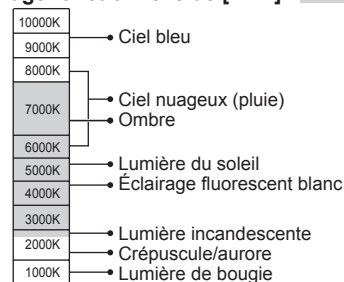 10000K
Ciel bleu
9000K
8000K
Ciel nuageux (pluie)
7000K
Ombre
6000K
Lumière du soleil
5000K
Éclairage fluorescent blanc
4000K
3000K
Lumière incandescente
2000K
Crépuscule/aurore
1000K
Lumière de bougie